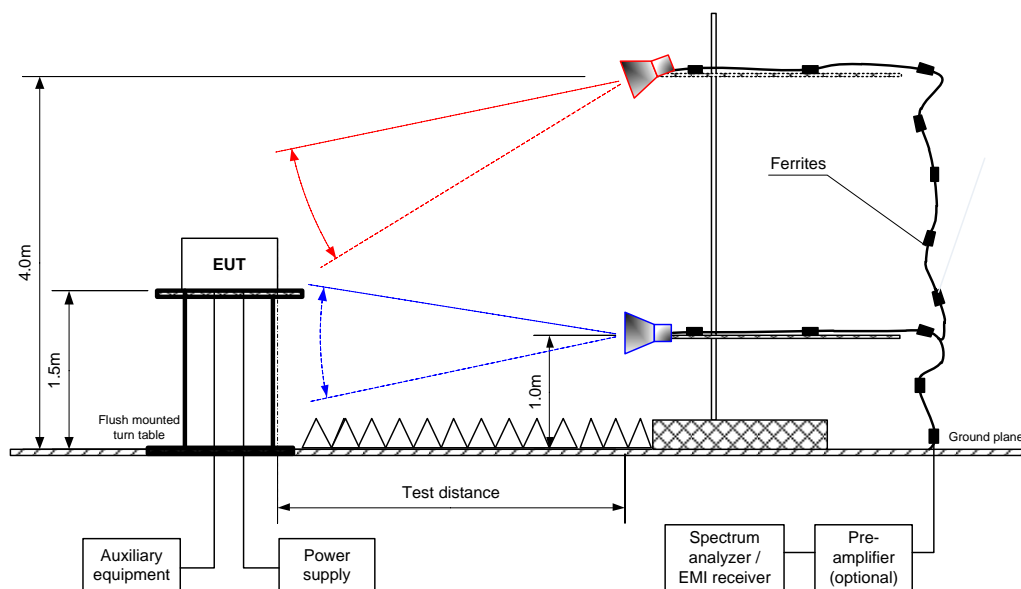 Ferrites
EUT
4.0m
1.5m
1.0m
Flush mounted
turn table
Ground plane
Test distance
Auxiliary
equipment
Power
supply
Spectrum
analyzer /
EMI receiver
Pre-
amplifier
(optional)